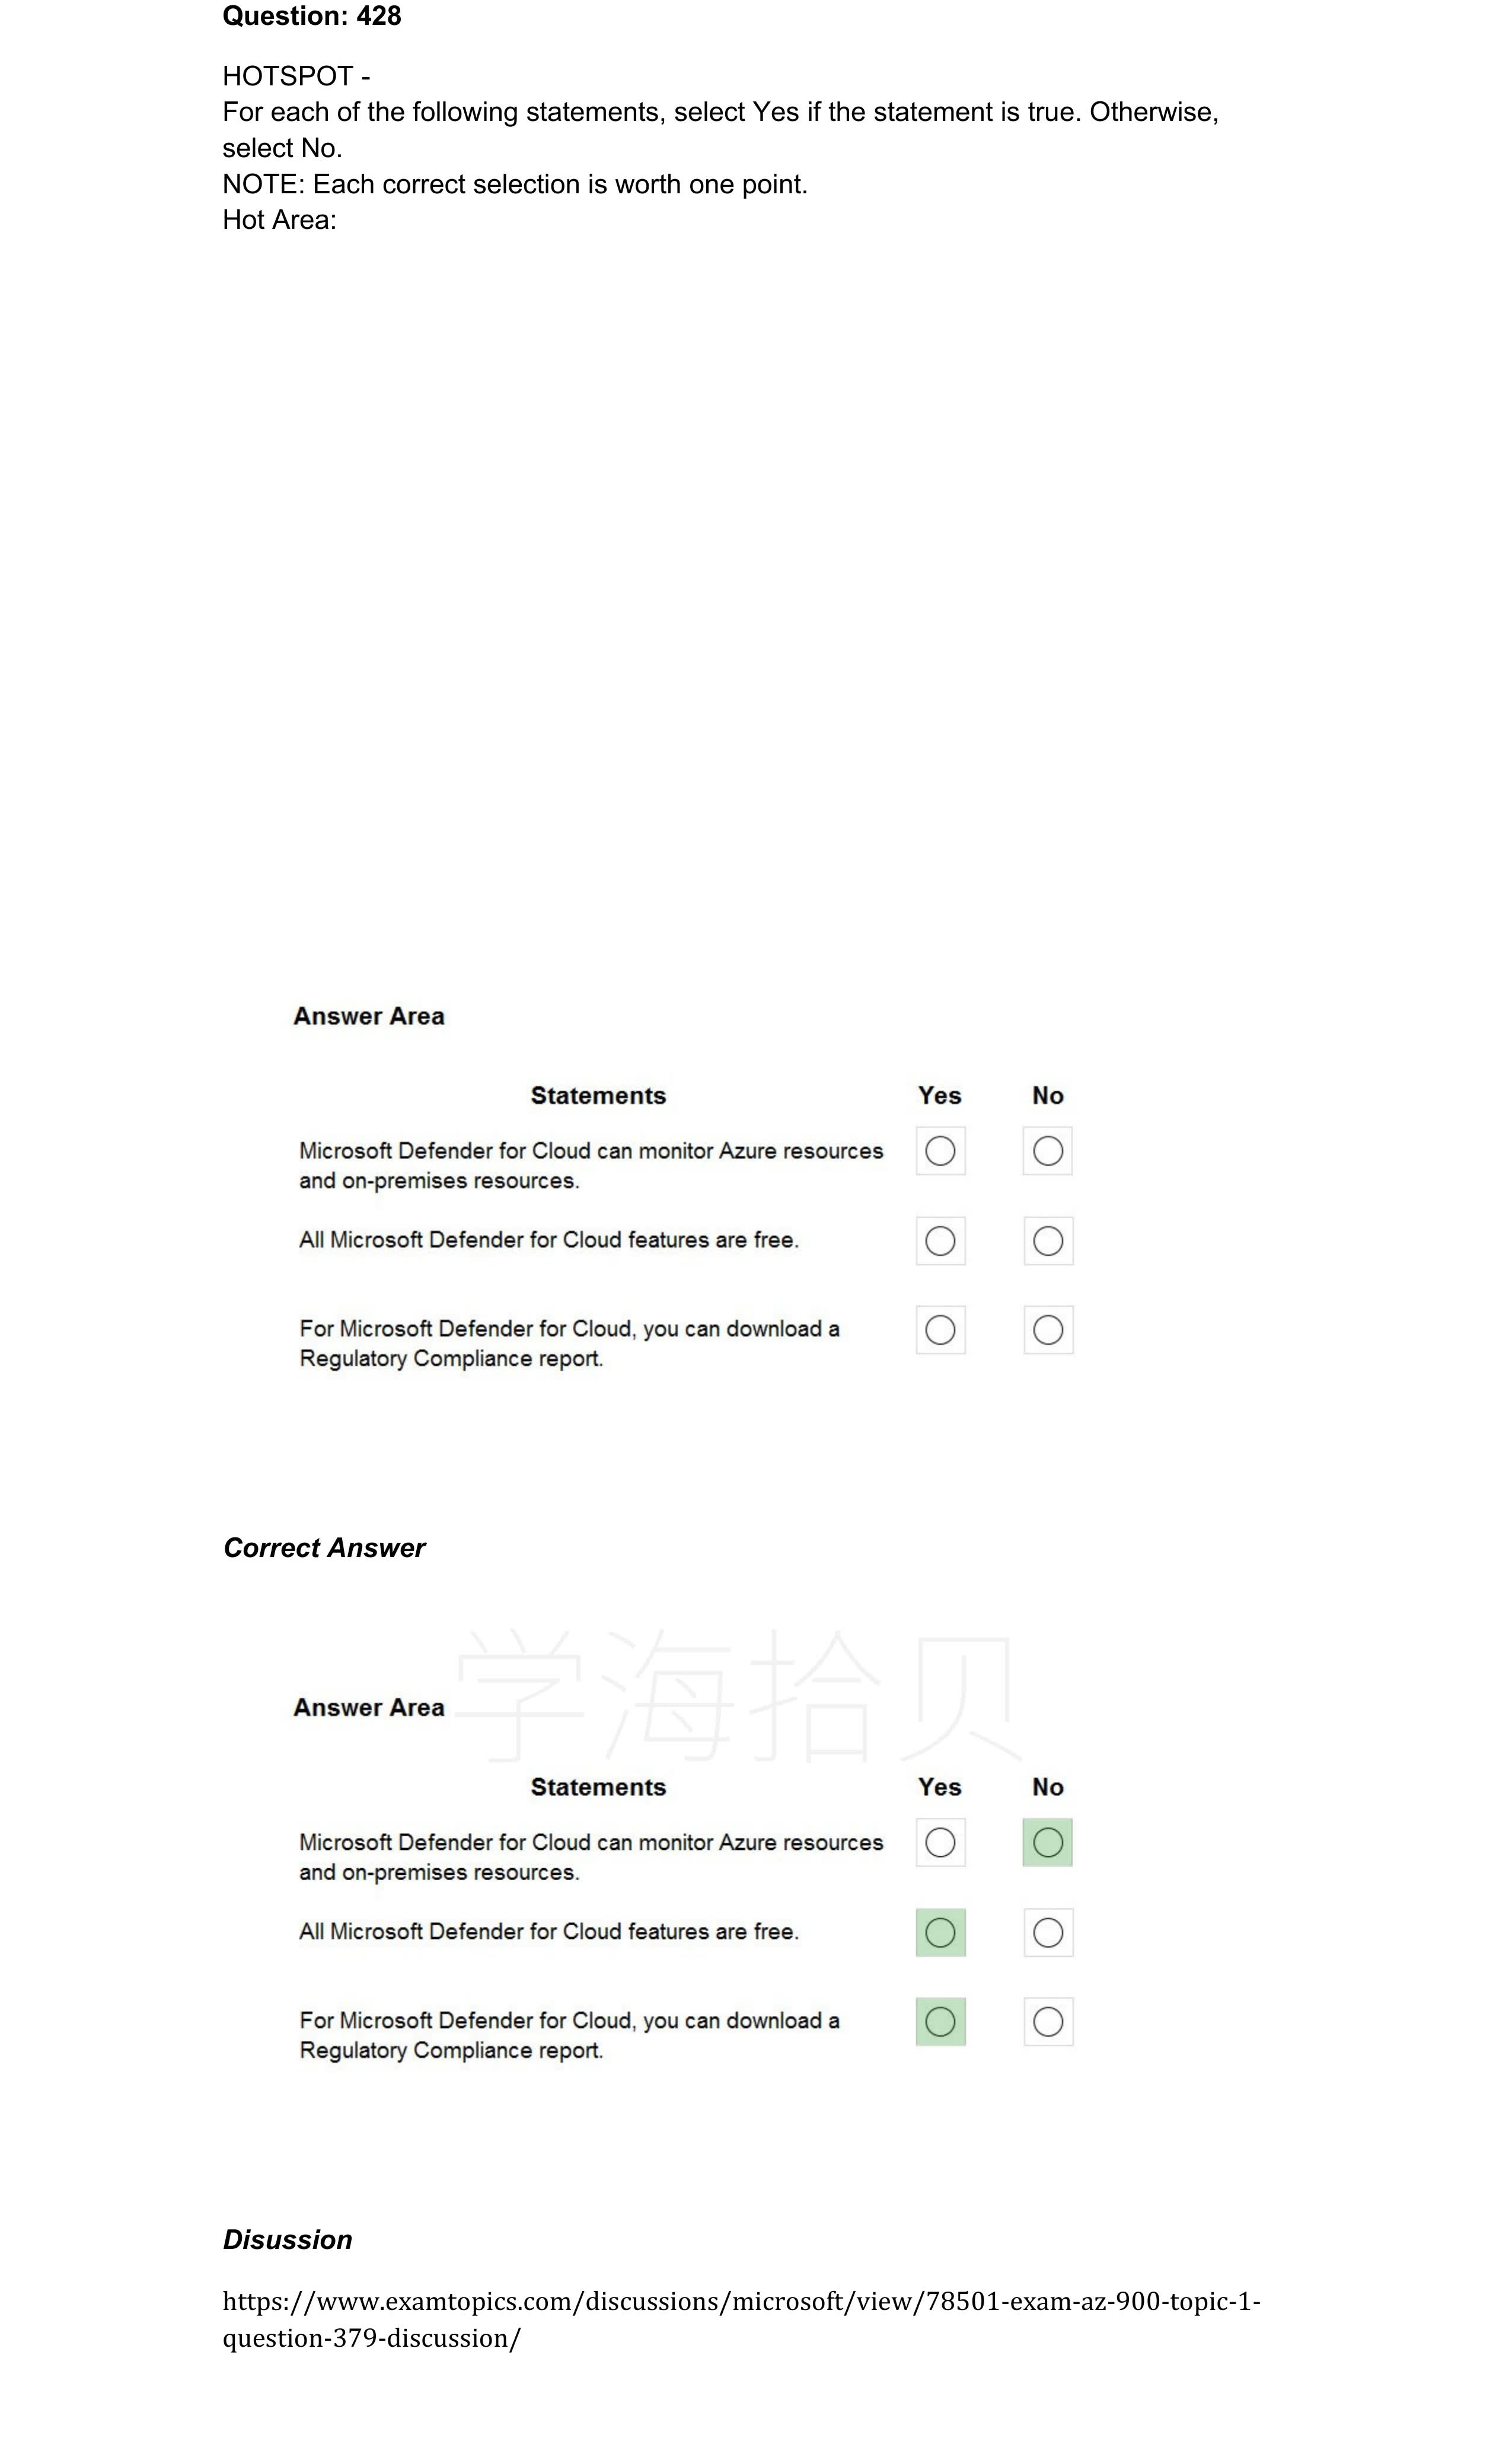 Question: 428
HOTSPOT -
For each of the following statements, select Yes if the statement is true. Otherwise,
select No.
NOTE: Each correct selection is worth one point.
Hot Area:
Answer Area
Statements Yes No
Microsoft Defender for Cloud can monitor Azure resources
and on-premises resources.
All Microsoft Defender for Cloud features are free.
For Microsoft Defender for Cloud, you can download a
Regulatory Compliance report.
Correct Answer
学海拾贝
Answer Area
Statements Yes No
Microsoft Defender for Cloud can monitor Azure resources
and on-premises resources.
All Microsoft Defender for Cloud features are free.
For Microsoft Defender for Cloud, you can download a
Regulatory Compliance report.
Disussion
https://www.examtopics.com/discussions/microsoft/view/78501-exam-az-900-topic-1-
question-379-discussion/